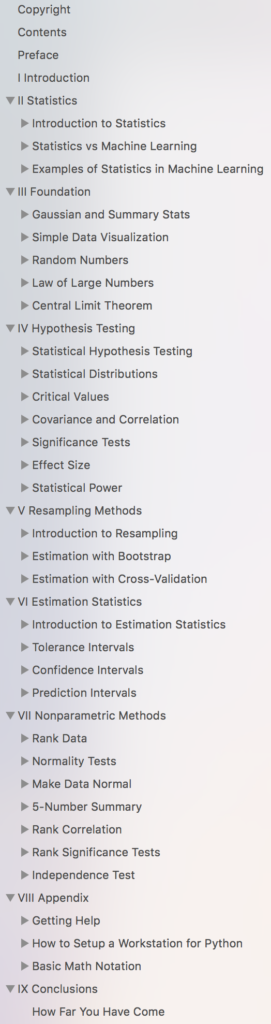 Copyright
Contents
Preface
I Introduction
II Statistics
Introduction to Statistics
Statistics vs Machine Learning
Examples of Statistics in Machine Learning
III Foundation
Gaussian and Summary Stats
Simple Data Visualization
Random Numbers
Law of Large Numbers
Central Limit Theorem
IV Hypothesis Testing
Statistical Hypothesis Testing
Statistical Distributions
Critical Values
Covariance and Correlation
Significance Tests
Effect Size
Statistical Power
V Resampling Methods
Introduction to Resampling
Estimation with Bootstrap
Estimation with Cross-Validation
VI Estimation Statistics
Introduction to Estimation Statistics
Tolerance Intervals
Confidence Intervals
Prediction Intervals
VII Nonparametric Methods
Rank Data
Normality Tests
Make Data Normal
5-Number Summary
Rank Correlation
Rank Significance Tests
Independence Test
VIII Appendix
Getting Help
How to Setup a Workstation for Python
Basic Math Notation
IX Conclusions
How Far You Have Come